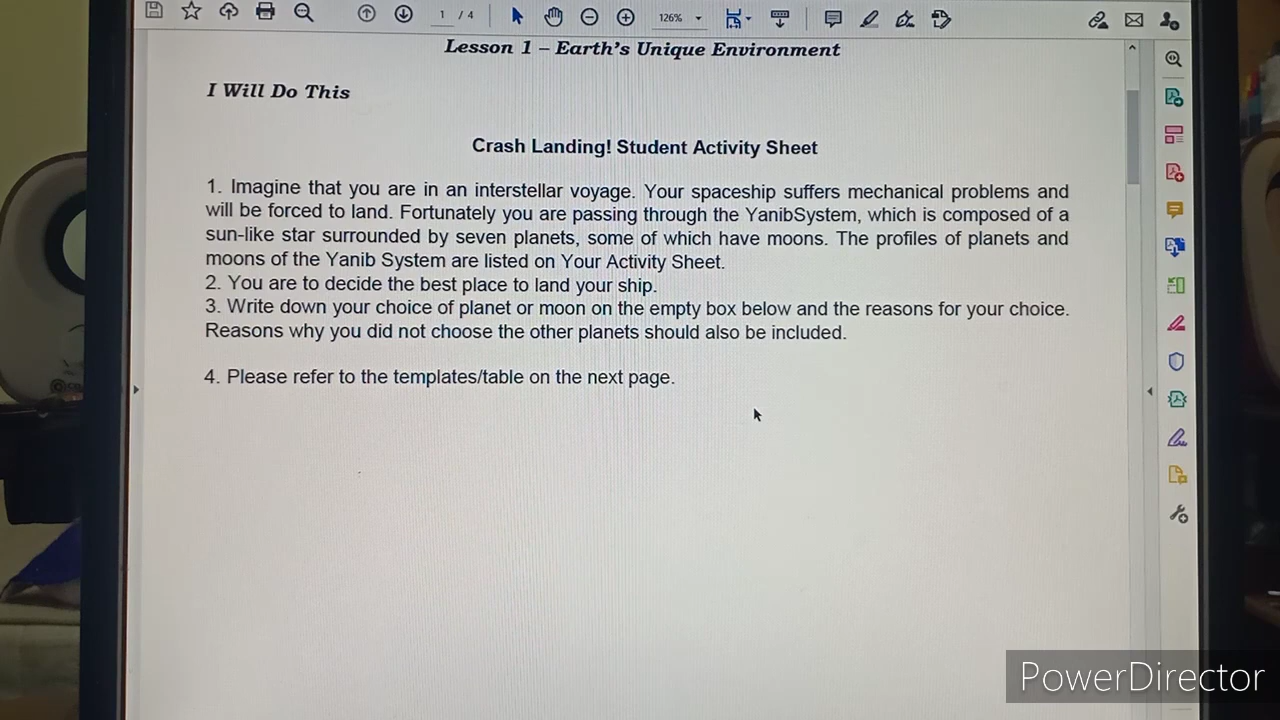 1 / 4
126%
Lesson 1 – Earth's Unique Environment
I Will Do This
Crash Landing! Student Activity Sheet
1. Imagine that you are in an interstellar voyage. Your spaceship suffers mechanical problems and
will be forced to land. Fortunately you are passing through the YanibSystem, which is composed of a
sun-like star surrounded by seven planets, some of which have moons. The profiles of planets and
moons of the Yanib System are listed on Your Activity Sheet.
2. You are to decide the best place to land your ship.
3. Write down your choice of planet or moon on the empty box below and the reasons for your choice.
Reasons why you did not choose the other planets should also be included.
4. Please refer to the templates/table on the next page.
PowerDirector